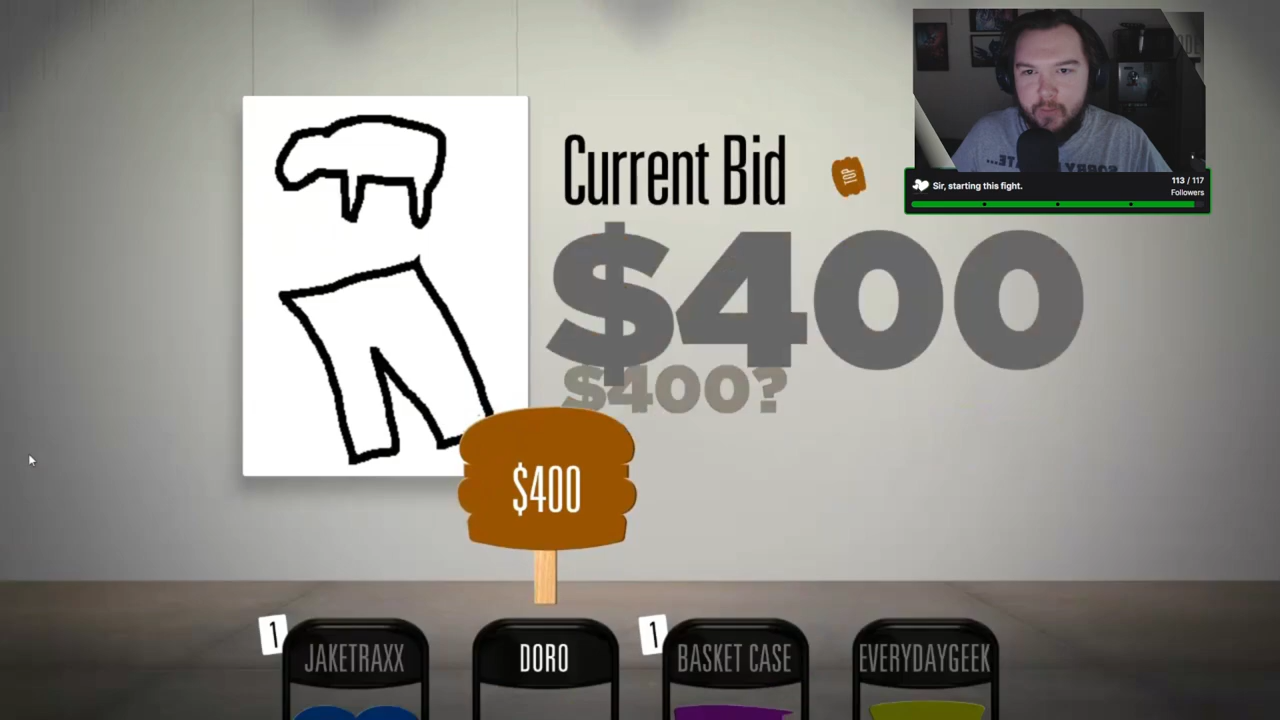 Current Bid
TOP
$400
$400?
$400
Sir, starting this fight.
113 / 117
Followers
1
JAKETRAXX
DORO
1
BASKET CASE
EVERYDAYGEEK